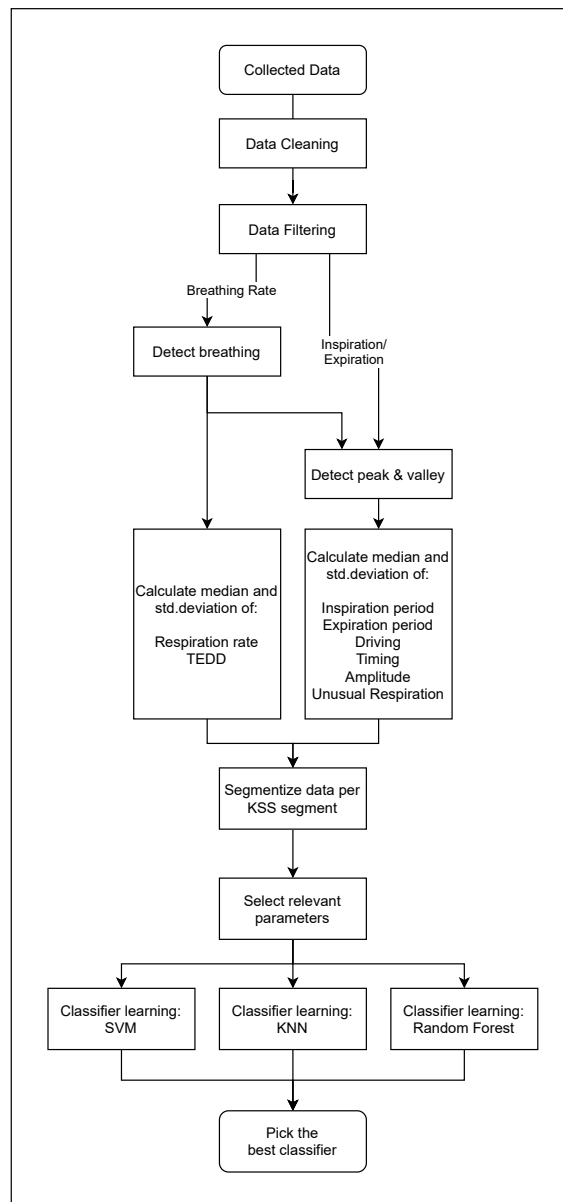 Collected Data
Data Cleaning
Data Filtering
Breathing Rate
Inspiration/
Expiration
Detect breathing
Detect peak & valley
Calculate median and
std.deviation of:
Respiration rate
TEDD
Calculate median and
std.deviation of:
Inspiration period
Expiration period
Driving
Timing
Amplitude
Unusual Respiration
Segmentize data per
KSS segment
Select relevant
parameters
Classifier learning:
SVM
Classifier learning:
KNN
Classifier learning:
Random Forest
Pick the
best classifier